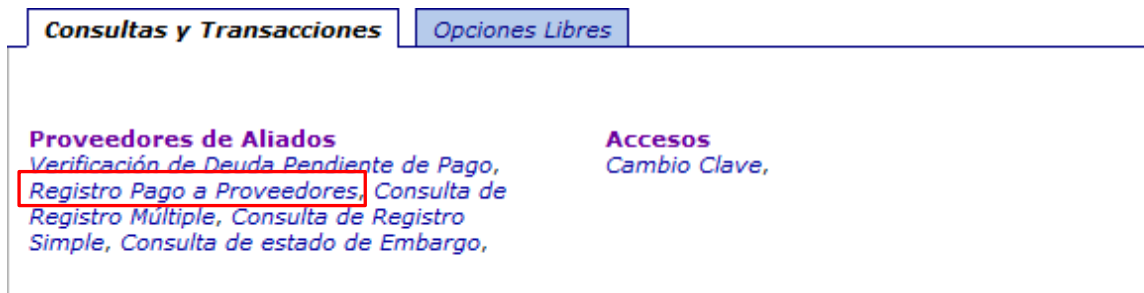 Consultas y Transacciones
Opciones Libres
Proveedores de Aliados
Verificación de Deuda Pendiente de Pago,
Registro Pago a Proveedores, Consulta de
Registro Múltiple, Consulta de Registro
Simple, Consulta de estado de Embargo,
Accesos
Cambio Clave,